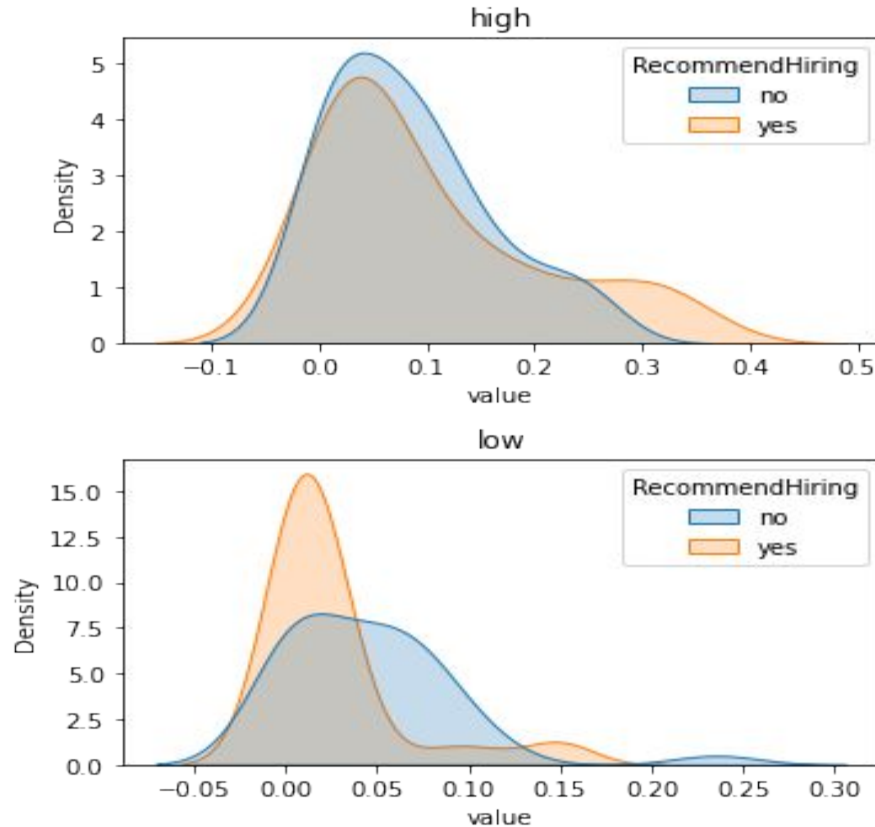 high
5
4
3
2
1
0
Density
RecommendHiring
no
yes
−0.1 0.0 0.1 0.2 0.3 0.4 0.5
value
low
15.0
12.5
10.0
7.5
5.0
2.5
0.0
Density
RecommendHiring
no
yes
−0.05 0.00 0.05 0.10 0.15 0.20 0.25 0.30
value